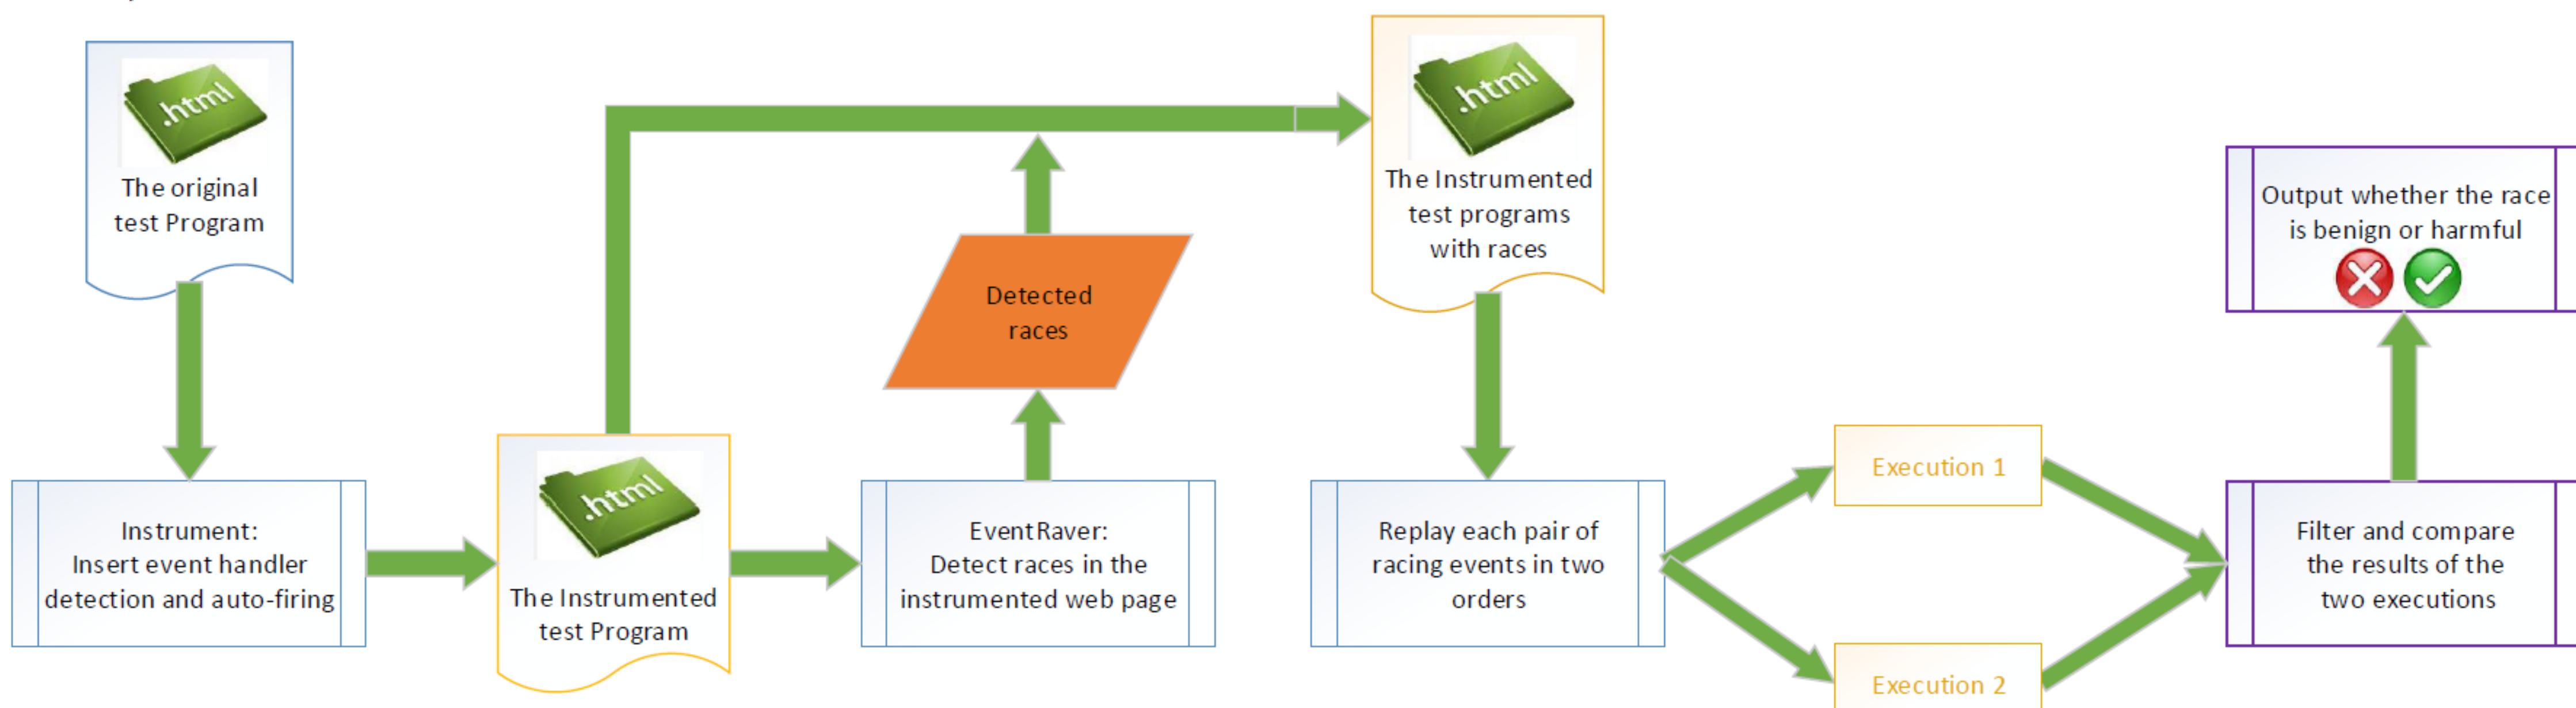 .html
The original
test Program
Instrument:
Insert event handler
detection and auto-firing
.html
The Instrumented
test Program
EventRaver:
Detect races in the
instrumented web page
Detected
races
.html
The Instrumented
test programs
with races
Replay each pair of
racing events in two
orders
Execution 1
Execution 2
Filter and compare
the results of the
two executions
Output whether the race
is benign or harmful